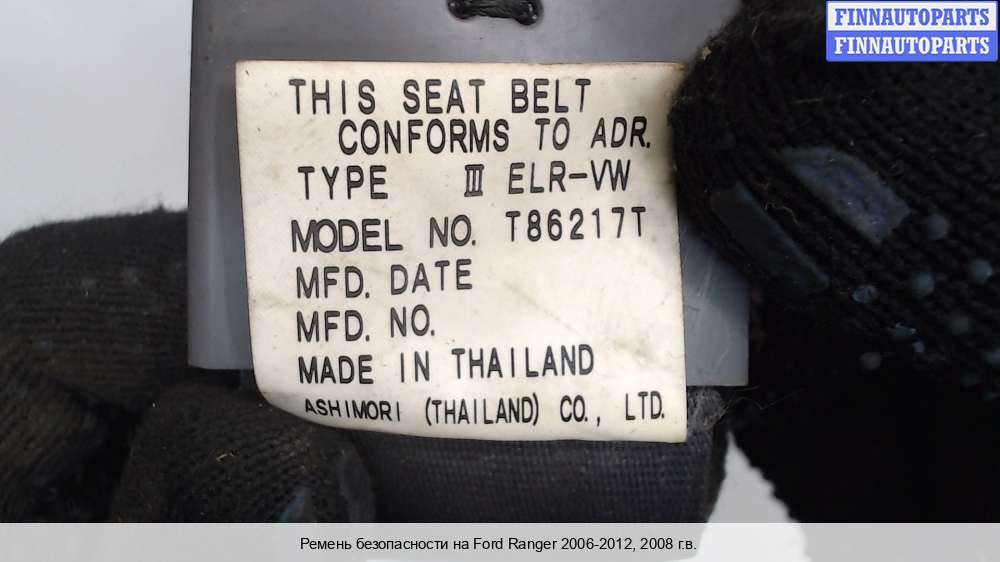 FINNAUTOPARTS
FINNAUTOPARTS
THIS SEAT BELT
CONFORMS TO ADR.
TYPE III ELR-VW
MODEL NO. T86217T
MFD. DATE
MFD. NO.
MADE IN THAILAND
ASHIMORI (THAILAND) CO., LTD.
Ремень безопасности на Ford Ranger 2006-2012, 2008 г.в.